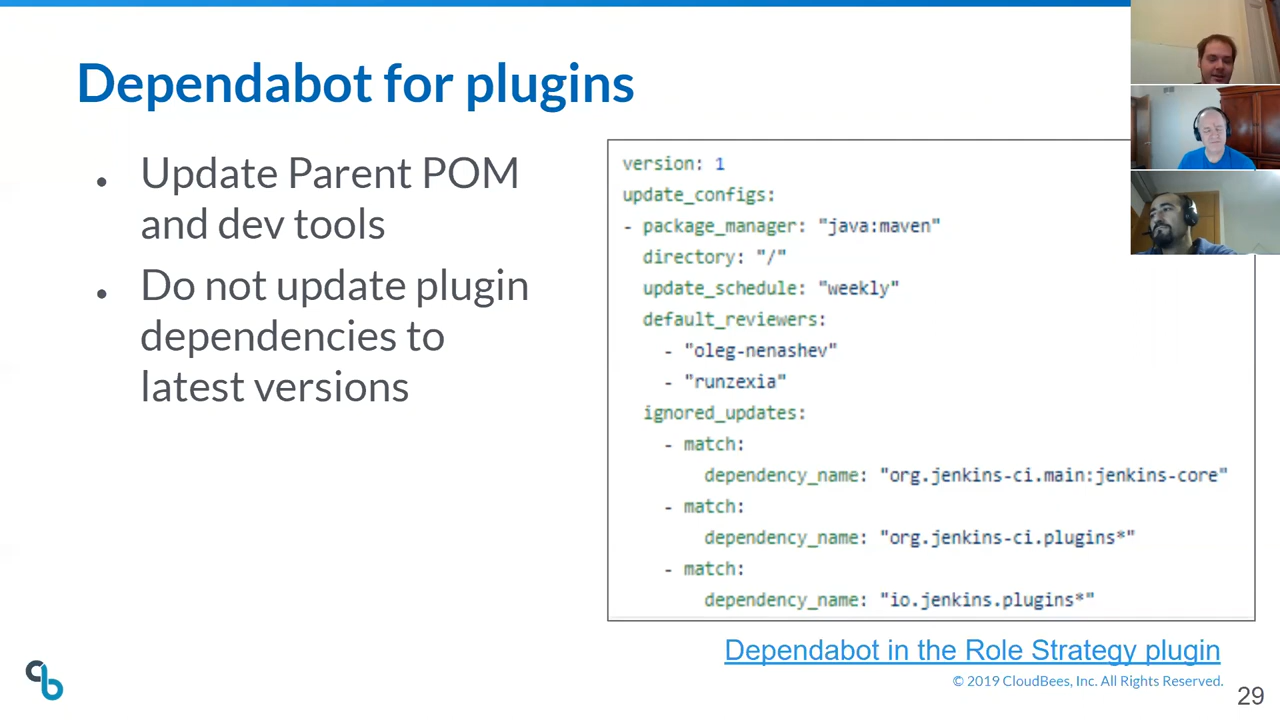 Dependabot for plugins
• Update Parent POM
and dev tools
• Do not update plugin
dependencies to
latest versions
version: 1
update_configs:
- package_manager: "java:maven"
directory: "/"
update_schedule: "weekly"
default_reviewers:
- "oleg-nenashev"
- "runzexia"
ignored_updates:
- match:
dependency_name: "org.jenkins-ci.main:jenkins-core"
- match:
dependency_name: "org.jenkins-ci.plugins*"
- match:
dependency_name: "io.jenkins.plugins*"
Dependabot in the Role Strategy plugin
© 2019 CloudBees, Inc. All Rights Reserved.
29